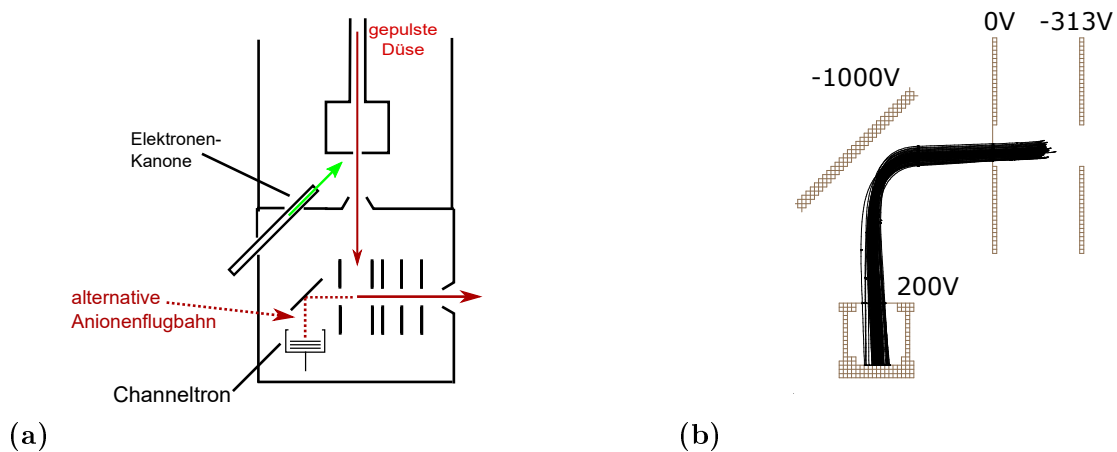 gepulste
Düse
Elektronen-
Kanone
alternative
Anionenflugbahn
Channeltron
(a)
0V
-313V
-1000V
200V
(b)